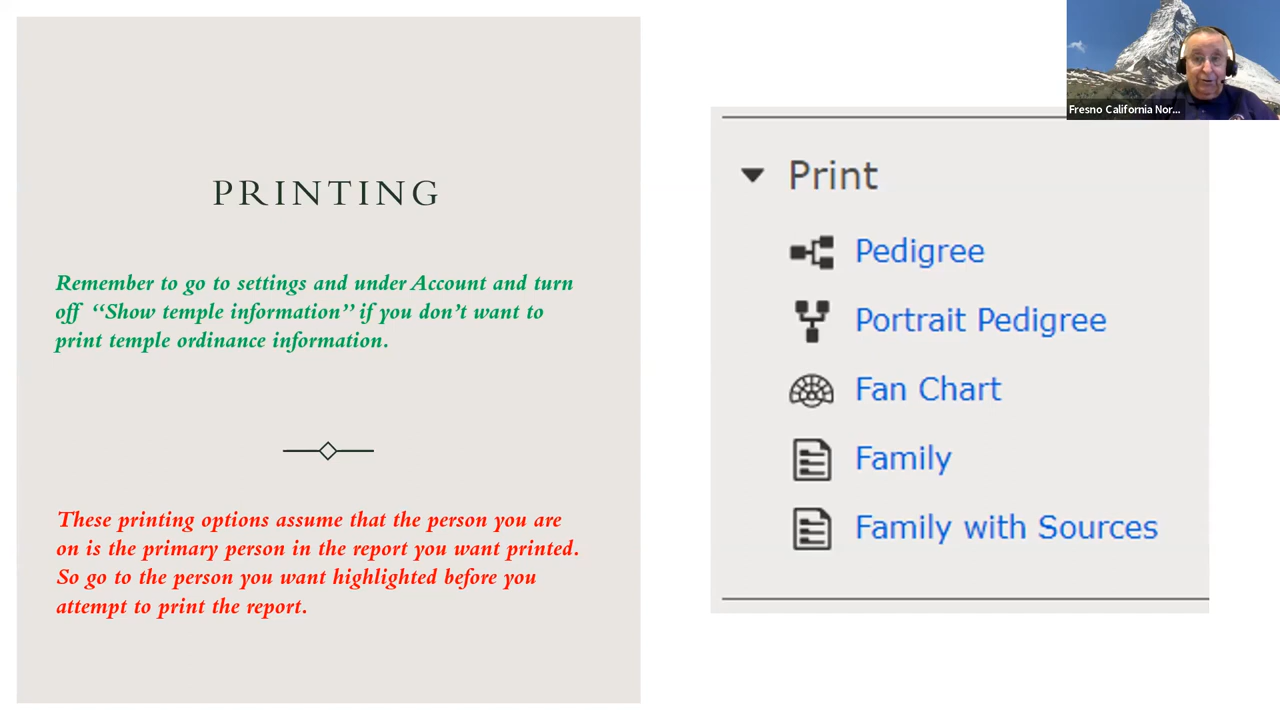 PRINTING
Remember to go to settings and under Account and turn
off “Show temple information” if you don’t want to
print temple ordinance information.
These printing options assume that the person you are
on is the primary person in the report you want printed.
So go to the person you want highlighted before you
attempt to print the report.
Print
Pedigree
Portrait Pedigree
Fan Chart
Family
Family with Sources
Fresno California Nor...